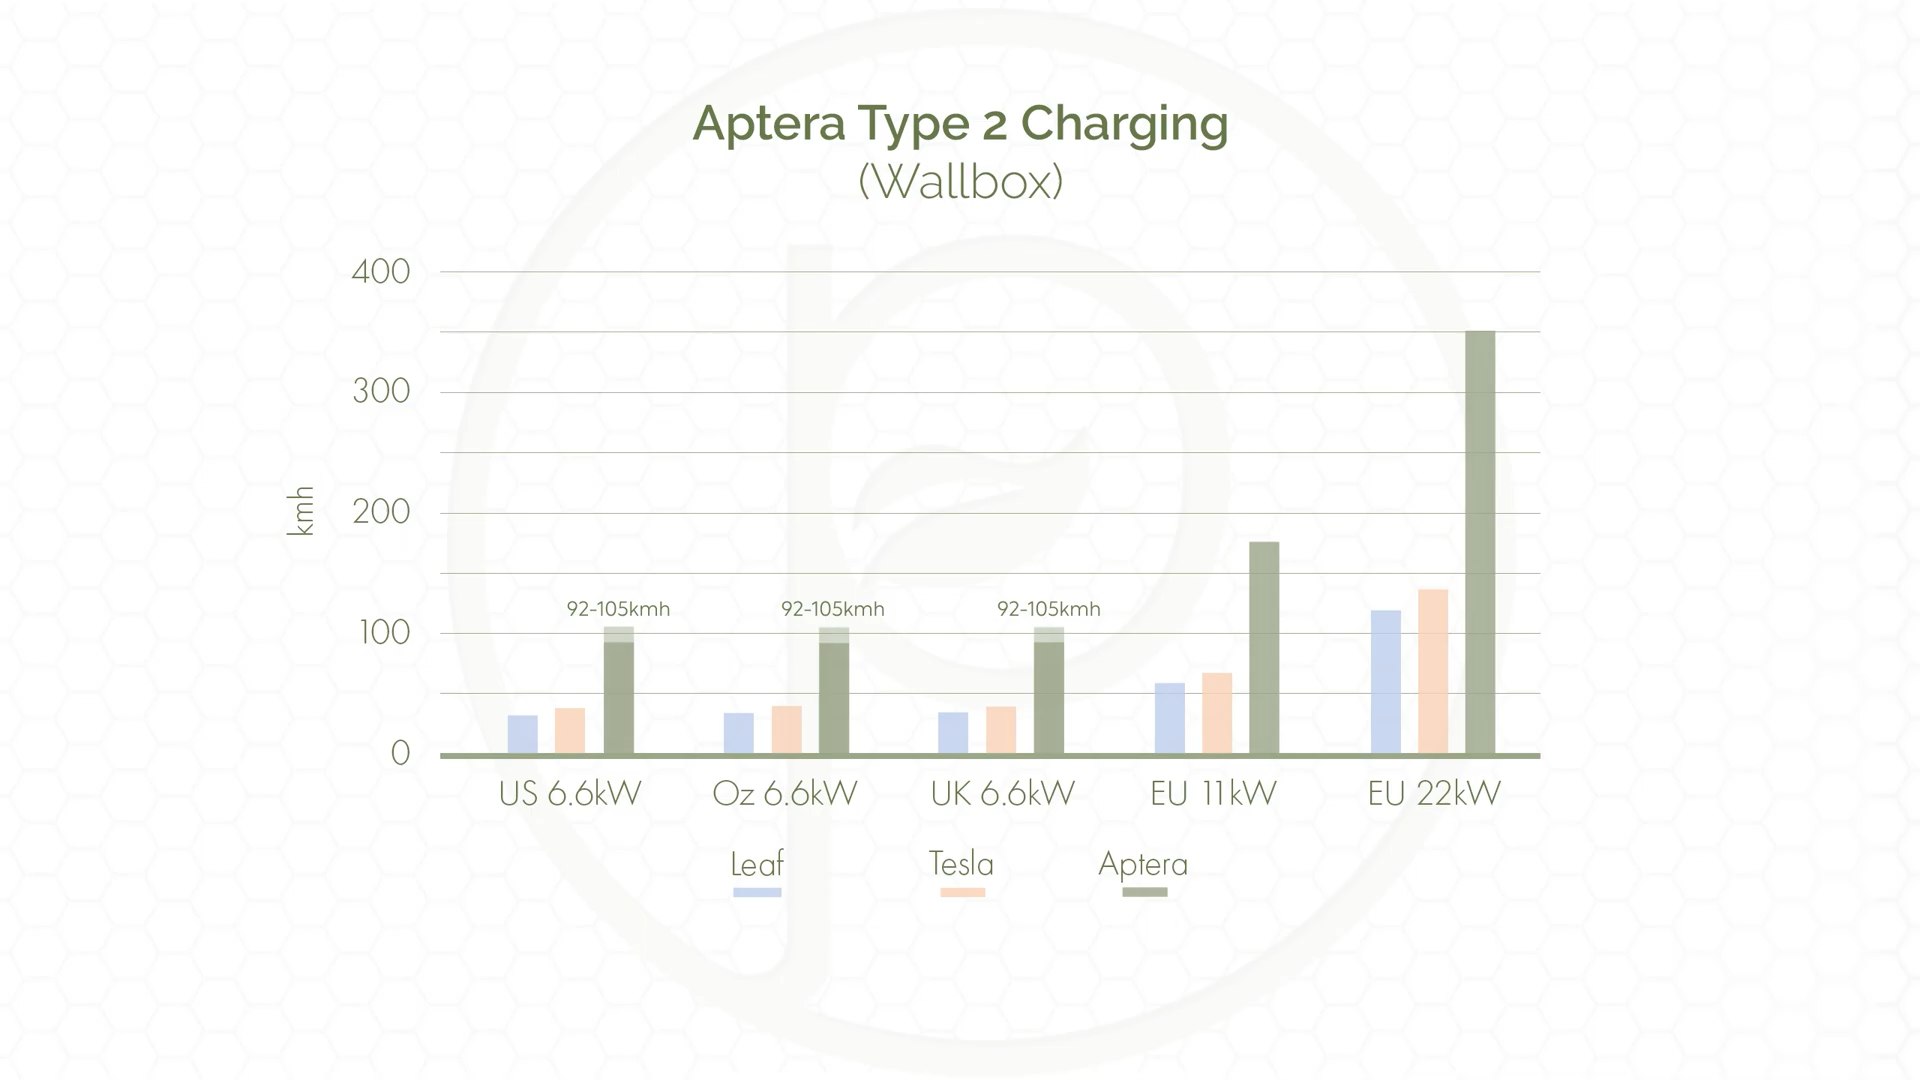 Aptera Type 2 Charging
(Wallbox)
400
300
kmh
200
92-105kmh 92-105kmh 92-105kmh
100
0
US 6.6kW Oz 6.6kW UK 6.6kW EU 11kW EU 22kW
Leaf Tesla Aptera